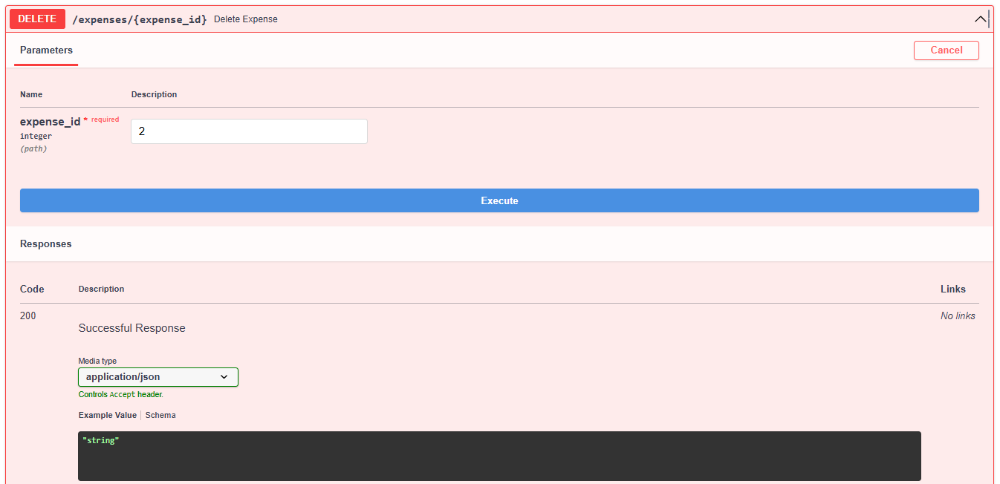 DELETE /expenses/{expense_id} Delete Expense
Parameters Cancel
Name Description
expense_id * required 2
integer
(path)
Execute
Responses
Code Description Links
200 No links
Successful Response
Media type
application/json
Controls Accept header.
Example Value Schema
"string"